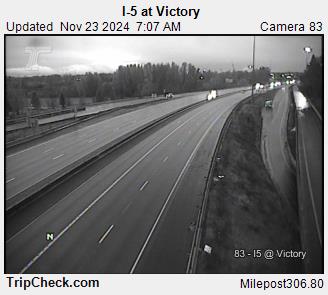 I-5 at Victory
Updated  Nov 23 2024  7:07 AM
Camera 83
N
83 - I5 @ Victory
TripCheck.com
Milepost306.80